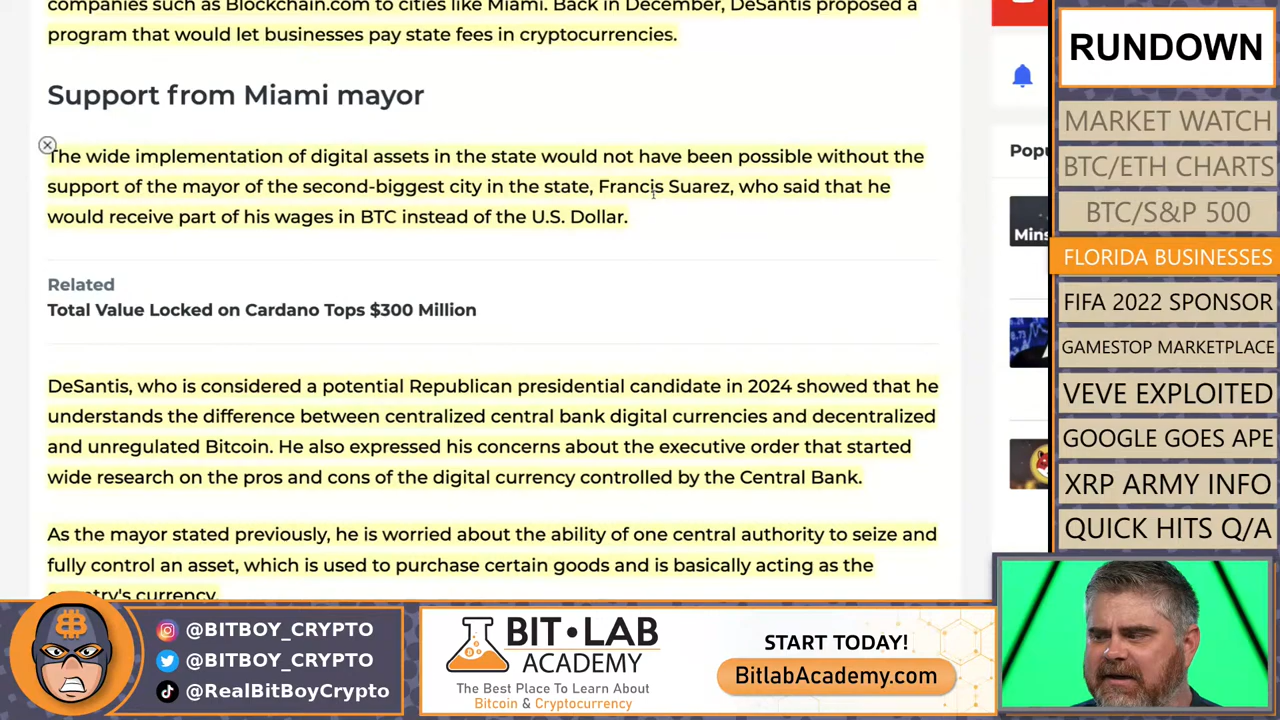 companies such as Blockchain.com to cities like Miami. Back in December, DeSantis proposed a
program that would let businesses pay state fees in cryptocurrencies.
Support from Miami mayor
The wide implementation of digital assets in the state would not have been possible without the
support of the mayor of the second-biggest city in the state, Francis Suarez, who said that he
would receive part of his wages in BTC instead of the U.S. Dollar.
Related
Total Value Locked on Cardano Tops $300 Million
DeSantis, who is considered a potential Republican presidential candidate in 2024 showed that he
understands the difference between centralized central bank digital currencies and decentralized
and unregulated Bitcoin. He also expressed his concerns about the executive order that started
wide research on the pros and cons of the digital currency controlled by the Central Bank.
As the mayor stated previously, he is worried about the ability of one central authority to seize and
fully control an asset, which is used to purchase certain goods and is basically acting as the
country's currency.
Popu
Mins
RUNDOWN
MARKET WATCH
BTC/ETH CHARTS
BTC/S&P 500
FLORIDA BUSINESSES
FIFA 2022 SPONSOR
GAMESTOP MARKETPLACE
VEVE EXPLOITED
GOOGLE GOES APE
XRP ARMY INFO
QUICK HITS Q/A
@BITBOY_CRYPTO
@BITBOY_CRYPTO
@RealBitBoyCrypto
BIT•LAB
ACADEMY
The Best Place To Learn About
Bitcoin & Cryptocurrency
START TODAY!
BitlabAcademy.com